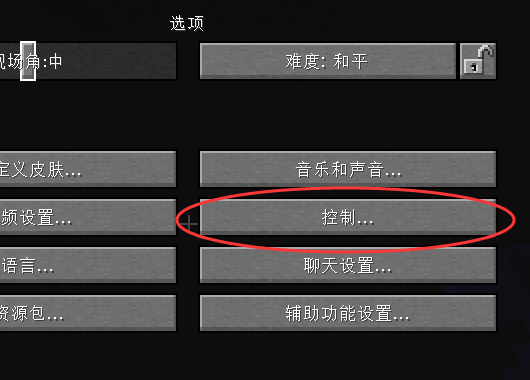 选项
视场角:中
难度: 和平
定义皮肤...
音乐和声音...
频设置...
控制...
语言...
聊天设置...
资源包...
辅助功能设置...